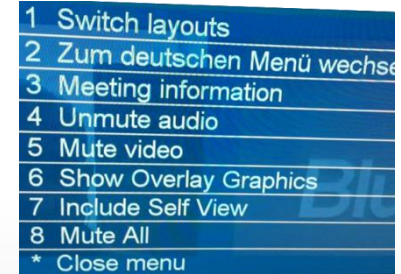 1 Switch layouts
2 Zum deutschen Menü wechse
3 Meeting information
4 Unmute audio
5 Mute video
6 Show Overlay Graphics
7 Include Self View
8 Mute All
* Close menu
Blu